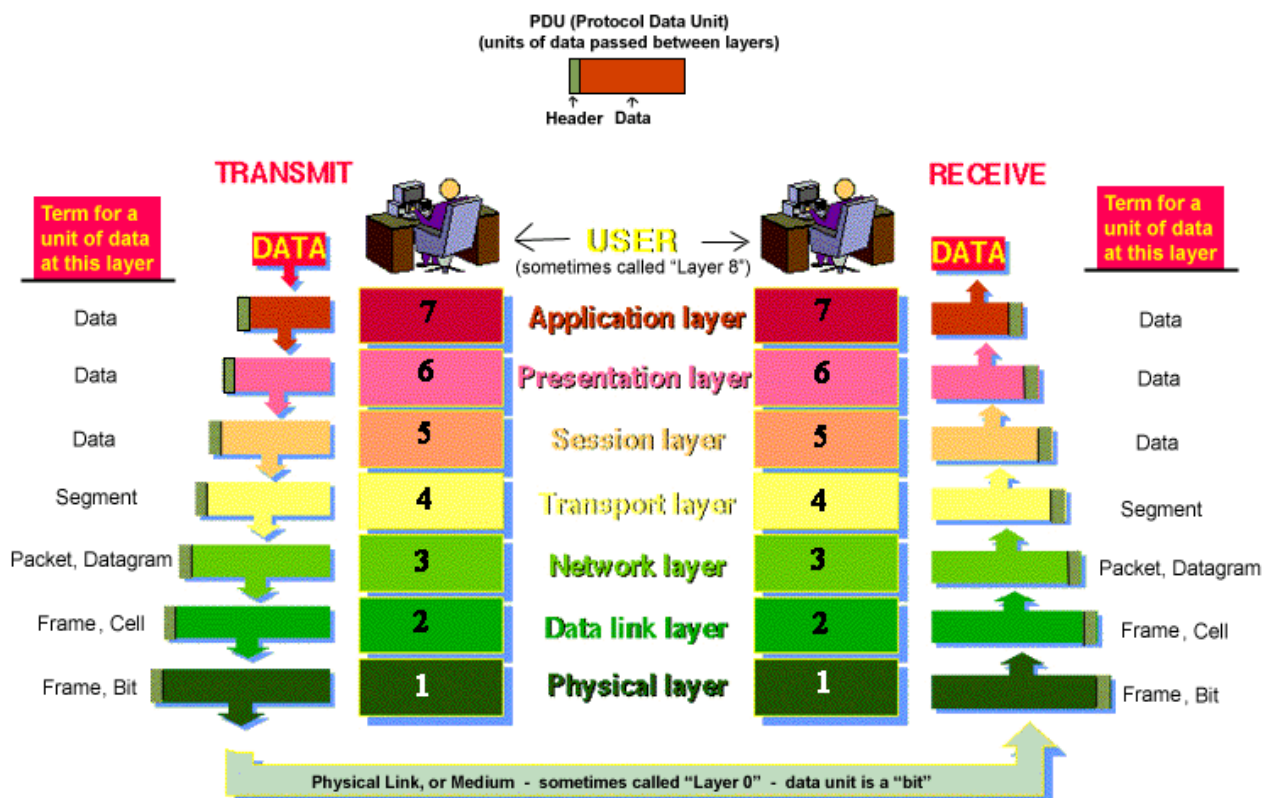 PDU (Protocol Data Unit)
(units of data passed between layers)
Header Data
TRANSMIT
RECEIVE
Term for a
unit of data
at this layer
DATA
USER
(sometimes called “Layer 8”)
DATA
Term for a
unit of data
at this layer
Data 7 Application layer 7 Data
Data 6 Presentation layer 6 Data
Data 5 Session layer 5 Data
Segment 4 Transport layer 4 Segment
Packet, Datagram 3 Network layer 3 Packet, Datagram
Frame, Cell 2 Data link layer 2 Frame, Cell
Frame, Bit 1 Physical layer 1 Frame, Bit
Physical Link, or Medium - sometimes called “Layer 0” - data unit is a “bit”